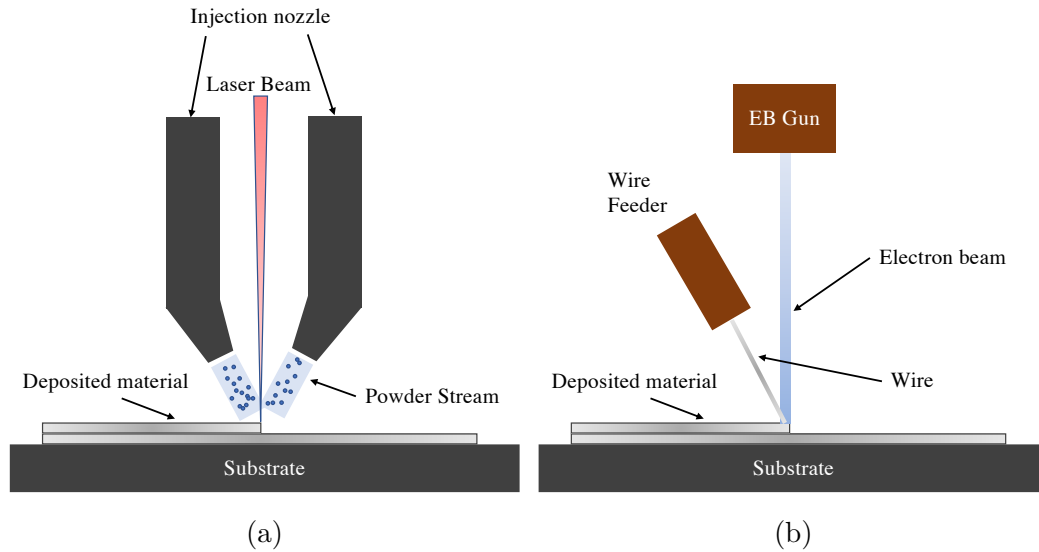 Injection nozzle
Laser Beam
Deposited material
Powder Stream
Substrate
(a)
EB Gun
Wire
Feeder
Electron beam
Deposited material
Wire
Substrate
(b)